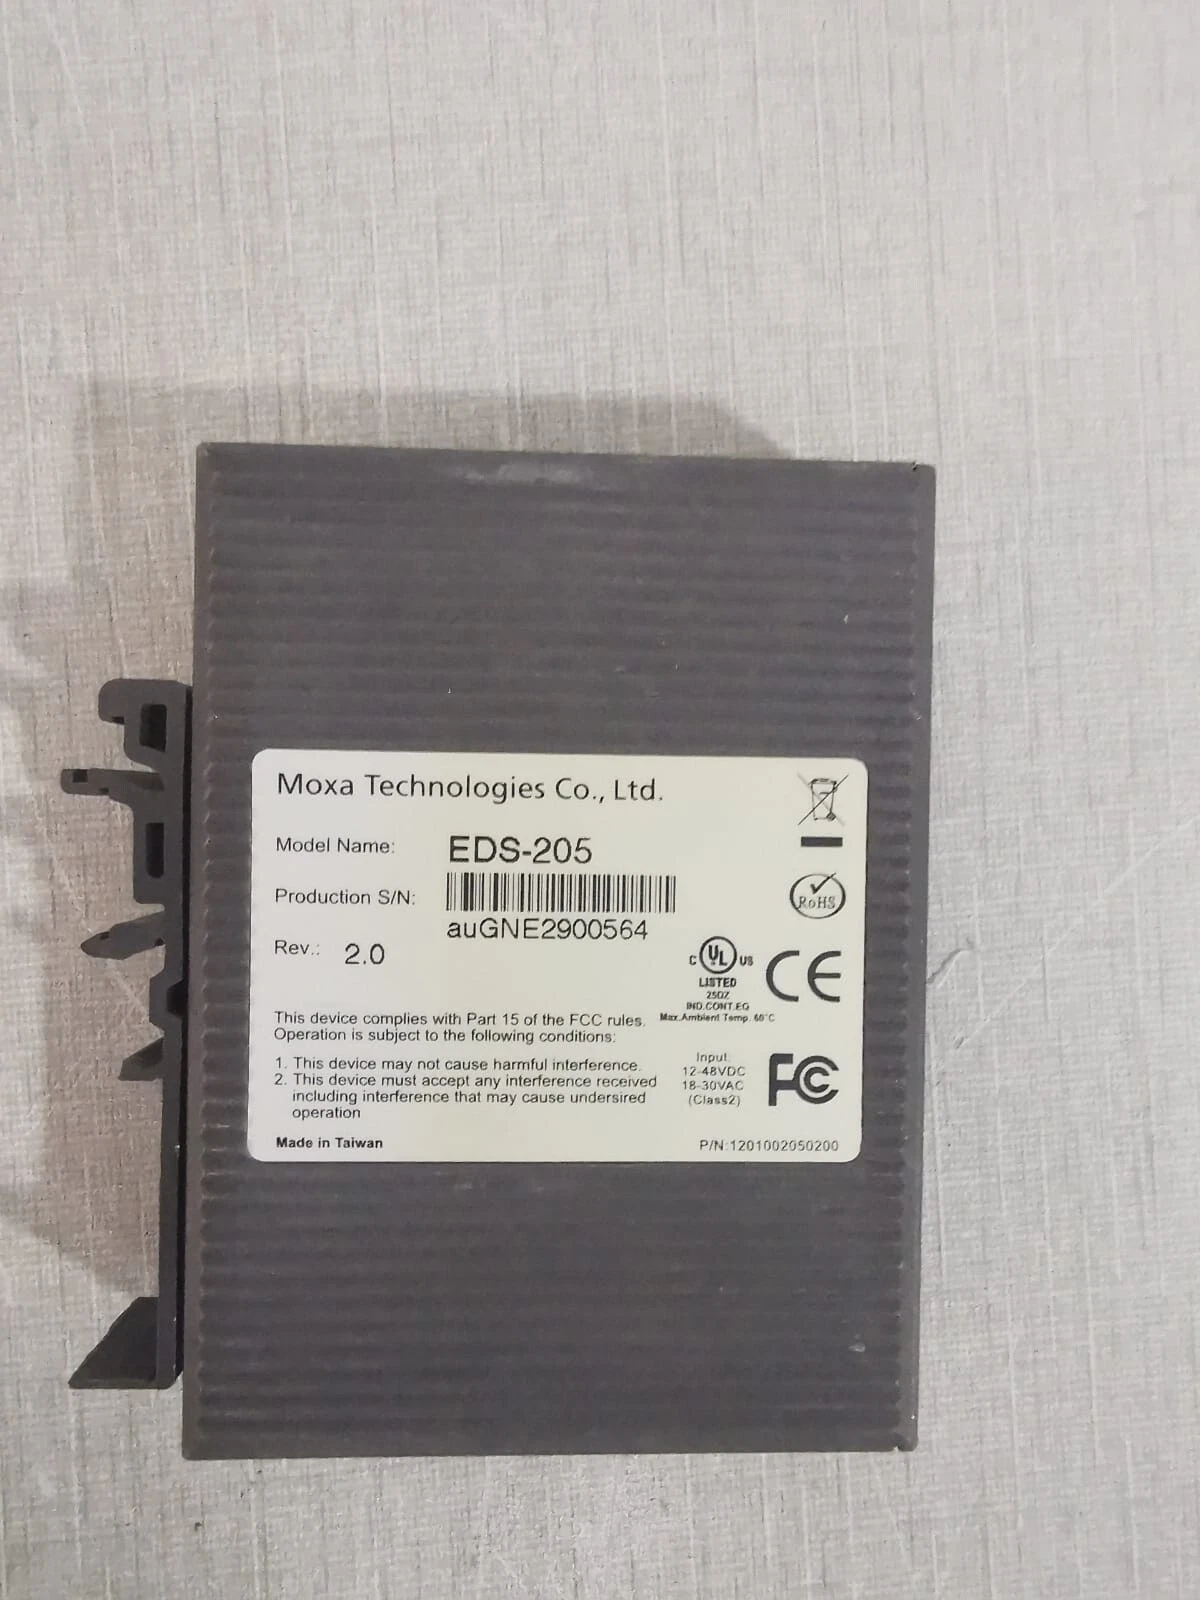 Moxa Technologies Co., Ltd.
Model Name: EDS-205
Production S/N:
auGNE2900564
Rev.: 2.0
RoHS
C UL US
LISTED
25DZ
IND.CONT.EQ
Max.Ambient Temp. 60°C
CE
This device complies with Part 15 of the FCC rules.
Operation is subject to the following conditions:
1. This device may not cause harmful interference.
2. This device must accept any interference received
including interference that may cause undersired
operation
Input:
12-48VDC
18-30VAC
(Class2)
FC
Made in Taiwan
P/N:1201002050200